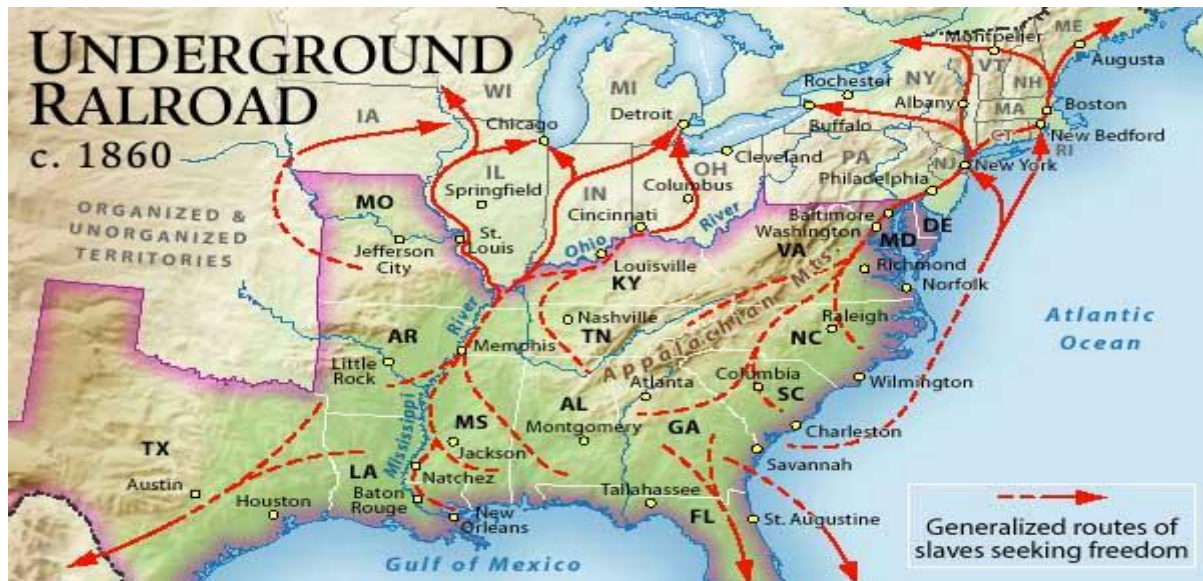 UNDERGROUND
RALROAD
c. 1860
ORGANIZED &
UNORGANIZED
TERRITORIES
IA
WI
MI
Chicago
Detroit
IL
Springfield
IN
OH
Columbus
Cleveland
Cincinnati
Ohio
River
MO
Jefferson
City
St.
Louis
Louisville
KY
Nashville
TN
Appalachian Mts.
AR
Little
Rock
River
Memphis
Mississippi
MS
Jackson
Natchez
AL
Montgomery
Atlanta
GA
TX
Austin
Houston
LA
Baton
Rouge
New
Orleans
Gulf of Mexico
Tallahassee
FL
St. Augustine
Savannah
Charleston
Columbia
SC
NC
Raleigh
Wilmington
Norfolk
Richmond
VA
MD
DE
Washington
Baltimore
Philadelphia
PA
NJ
New York
NY
Rochester
Buffalo
Albany
Montpelier
VT
NH
ME
Augusta
MA
Boston
CT
RI
New Bedford
Atlantic
Ocean
Generalized routes of
slaves seeking freedom